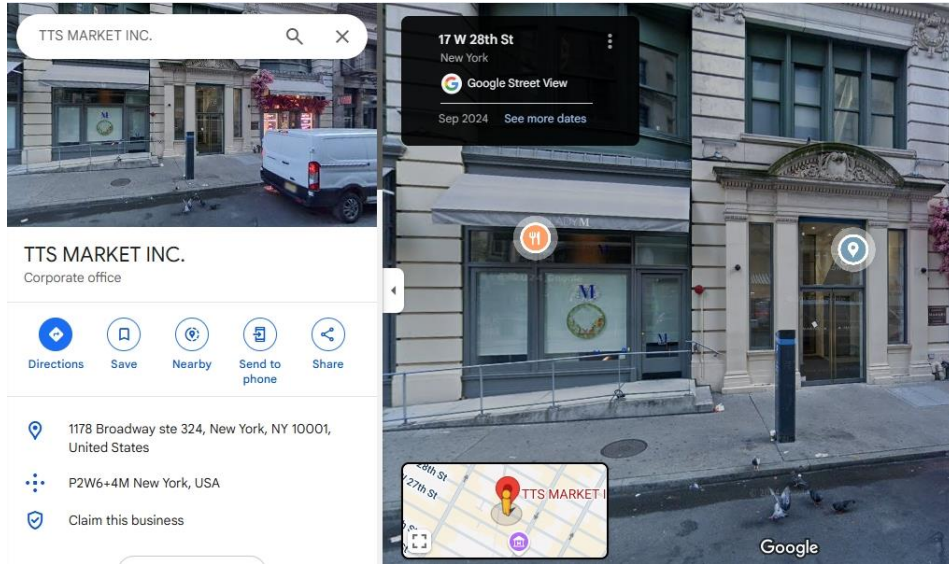 TTS MARKET INC.
M
TTS MARKET INC.
Corporate office
Directions
Save
Nearby
Send to
phone
Share
1178 Broadway ste 324, New York, NY 10001,
United States
P2W6+4M New York, USA
Claim this business
17 W 28th St
New York
Google Street View
Sep 2024
See more dates
M
M
M
28th St
27th St
TTS MARKET I
Google